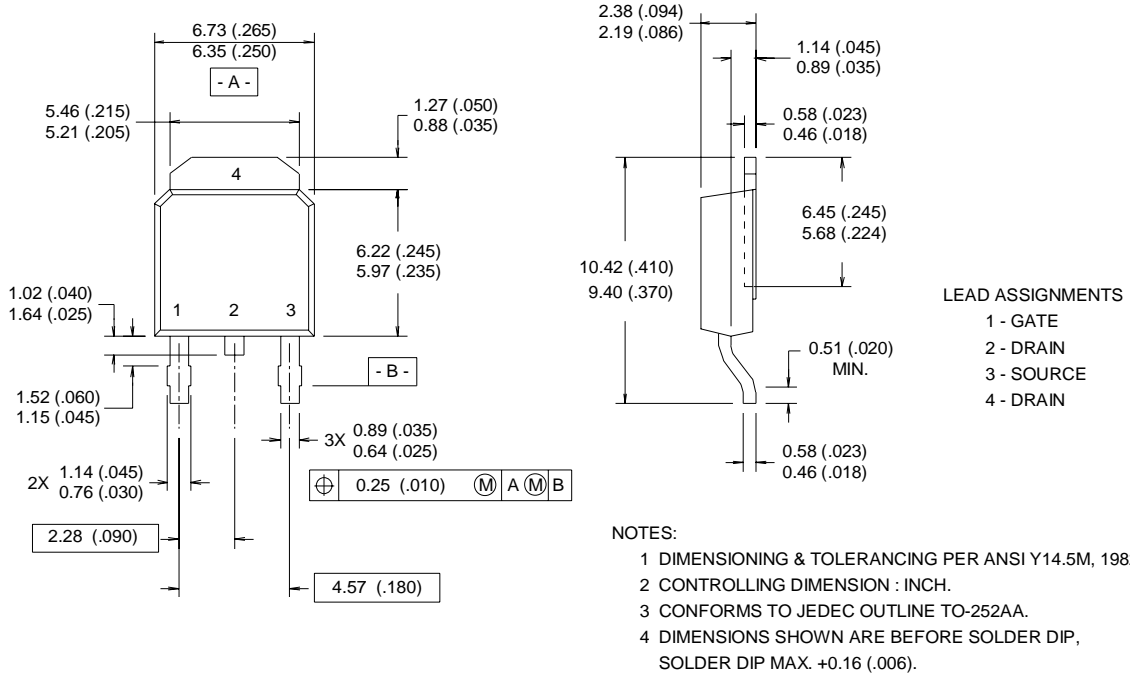 6.73 (.265)
6.35 (.250)
- A -
5.46 (.215)
5.21 (.205)
1.27 (.050)
0.88 (.035)
4
6.22 (.245)
5.97 (.235)
1.02 (.040)
1.64 (.025)
1 2 3
- B -
1.52 (.060)
1.15 (.045)
3X 0.89 (.035)
0.64 (.025)
2X 1.14 (.045)
0.76 (.030)
⌖ 0.25 (.010) Ⓜ A Ⓜ B
2.28 (.090)
4.57 (.180)
2.38 (.094)
2.19 (.086)
1.14 (.045)
0.89 (.035)
0.58 (.023)
0.46 (.018)
6.45 (.245)
5.68 (.224)
10.42 (.410)
9.40 (.370)
0.51 (.020)
MIN.
0.58 (.023)
0.46 (.018)
LEAD ASSIGNMENTS
1 - GATE
2 - DRAIN
3 - SOURCE
4 - DRAIN
NOTES:
1 DIMENSIONING & TOLERANCING PER ANSI Y14.5M, 198
2 CONTROLLING DIMENSION : INCH.
3 CONFORMS TO JEDEC OUTLINE TO-252AA.
4 DIMENSIONS SHOWN ARE BEFORE SOLDER DIP,
SOLDER DIP MAX. +0.16 (.006).